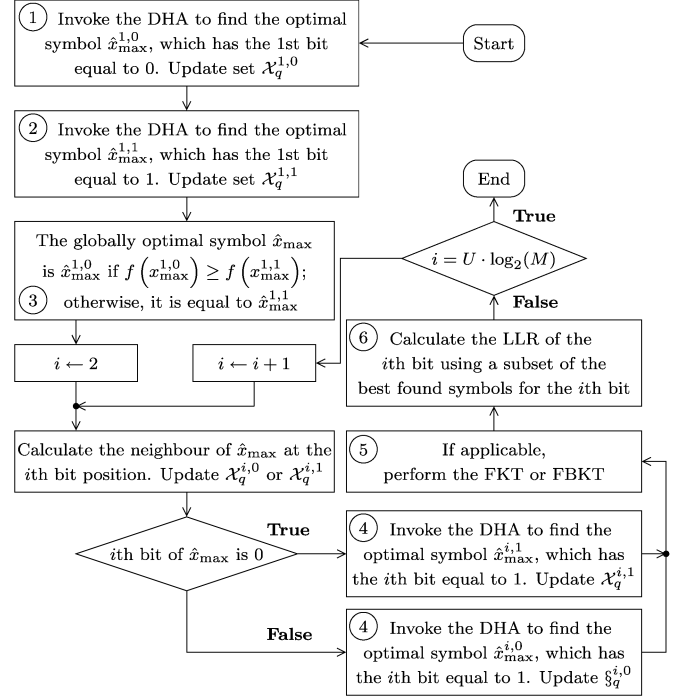 ① Invoke the DHA to find the optimal
symbol x̂_max^{1,0}, which has the 1st bit
equal to 0. Update set 𝒳_q^{1,0}
Start
② Invoke the DHA to find the optimal
symbol x̂_max^{1,1}, which has the 1st bit
equal to 1. Update set 𝒳_q^{1,1}
The globally optimal symbol x̂_max
is x̂_max^{1,0} if f(x_max^{1,0}) ≥ f(x_max^{1,1});
③ otherwise, it is equal to x̂_max^{1,1}
End
True
i = U · log₂(M)
False
i ← 2
i ← i + 1
⑥ Calculate the LLR of the
ith bit using a subset of the
best found symbols for the ith bit
Calculate the neighbour of x̂_max at the
ith bit position. Update 𝒳_q^{i,0} or 𝒳_q^{i,1}
⑤ If applicable,
perform the FKT or FBKT
ith bit of x̂_max is 0
True
④ Invoke the DHA to find the
optimal symbol x̂_max^{i,1}, which has
the ith bit equal to 1. Update 𝒳_q^{i,1}
False
④ Invoke the DHA to find the
optimal symbol x̂_max^{i,0}, which has
the ith bit equal to 1. Update §_q^{i,0}